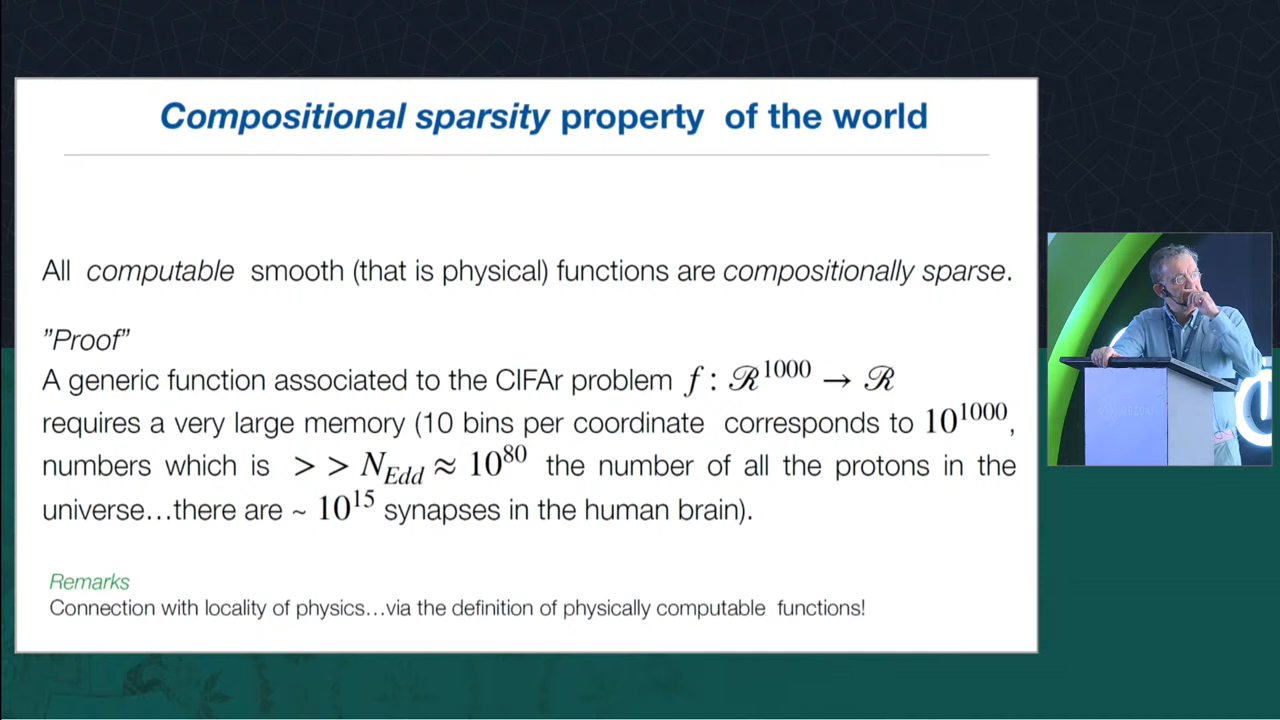 Compositional sparsity property of the world
All computable smooth (that is physical) functions are compositionally sparse.
”Proof”
A generic function associated to the CIFAr problem f : ℛ^1000 → ℛ
requires a very large memory (10 bins per coordinate corresponds to 10^1000,
numbers which is > > N_Edd ≈ 10^80 the number of all the protons in the
universe…there are ~ 10^15 synapses in the human brain).
Remarks
Connection with locality of physics…via the definition of physically computable functions!